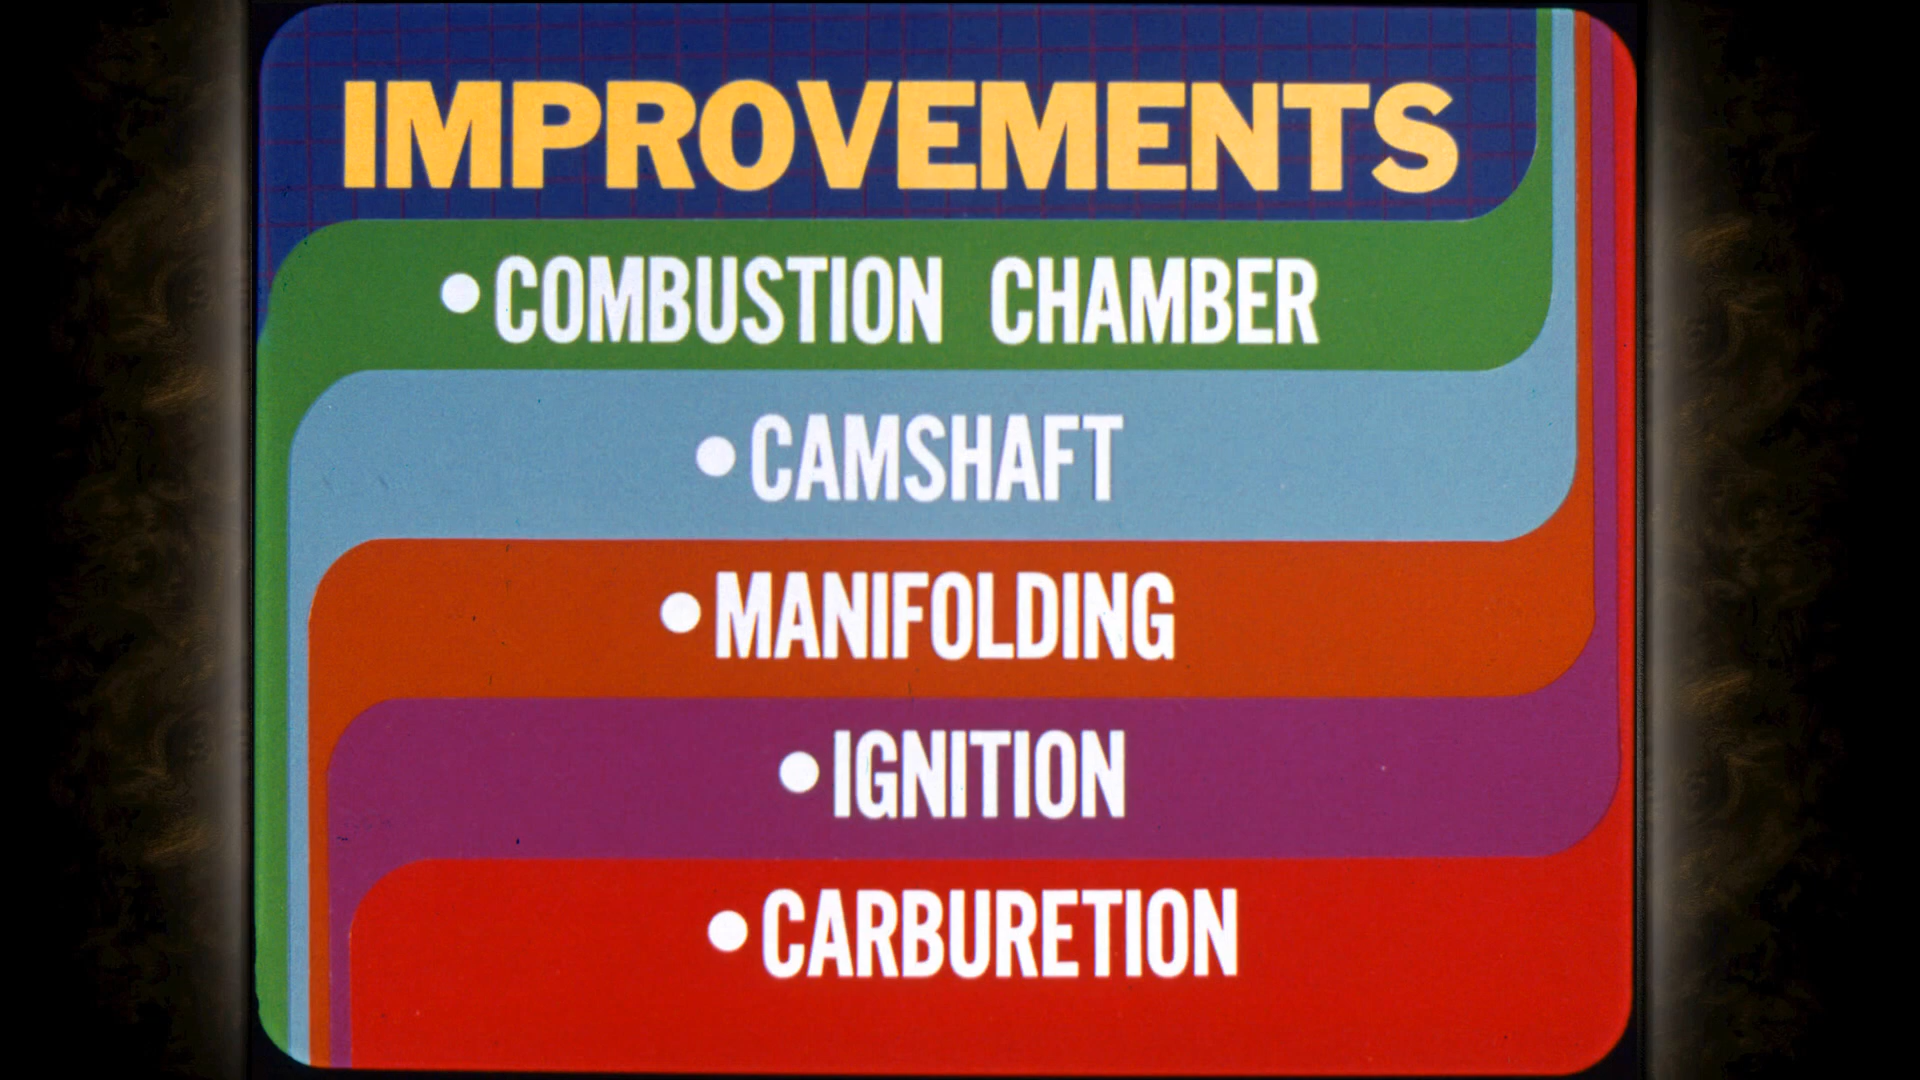 IMPROVEMENTS
•COMBUSTION CHAMBER
•CAMSHAFT
•MANIFOLDING
•IGNITION
•CARBURETION